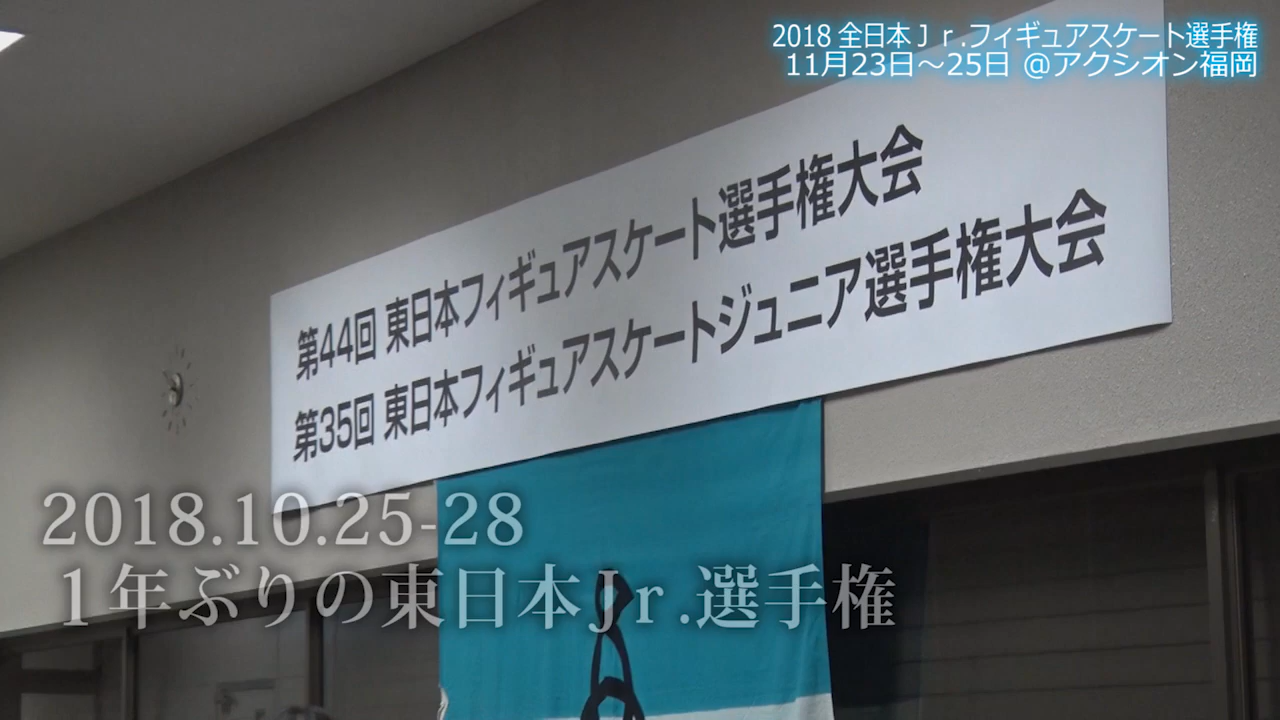 2018 全日本Jr.フィギュアスケート選手権
11月23日～25日 @アクシオン福岡
第44回 東日本フィギュアスケート選手権大会
第35回 東日本フィギュアスケートジュニア選手権大会
2018.10.25-28
1年ぶりの東日本Jr.選手権